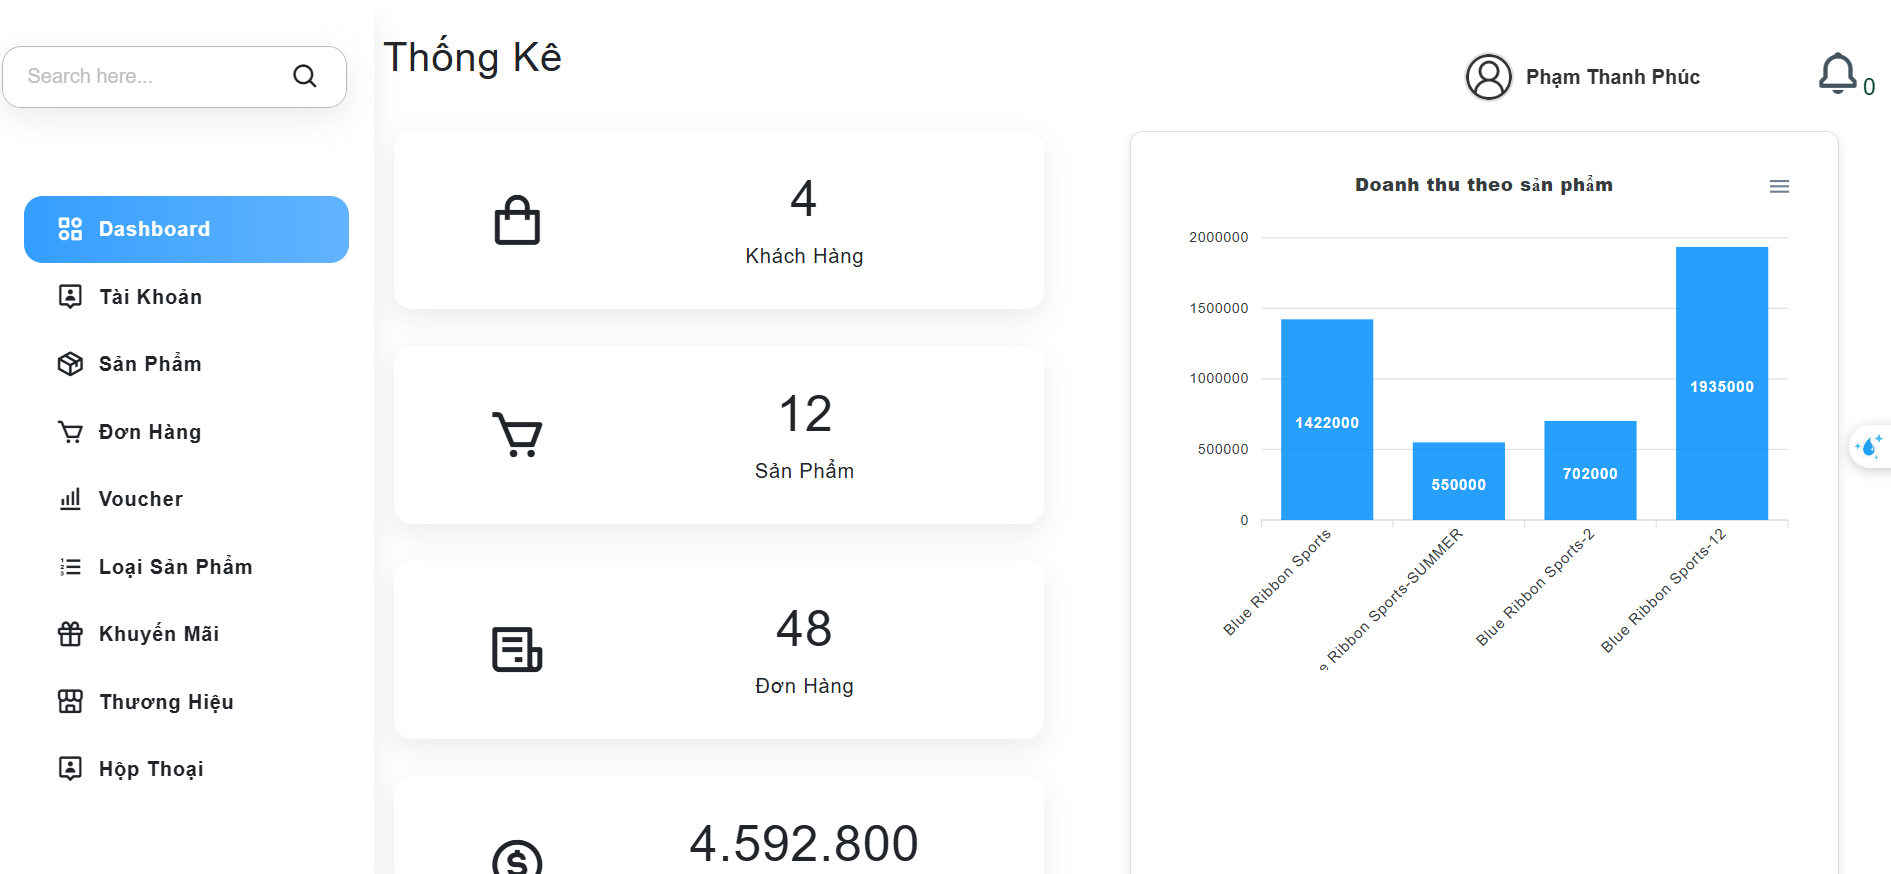 Search here...
Dashboard
Tài Khoản
Sản Phẩm
Đơn Hàng
Voucher
Loại Sản Phẩm
Khuyến Mãi
Thương Hiệu
Hộp Thoại
Thống Kê
Phạm Thanh Phúc
0
4
Khách Hàng
12
Sản Phẩm
48
Đơn Hàng
4.592.800
Doanh thu theo sản phẩm
2000000
1500000
1000000
500000
0
1422000
550000
702000
1935000
Blue Ribbon Sports
e Ribbon Sports-SUMMER
Blue Ribbon Sports-2
Blue Ribbon Sports-12